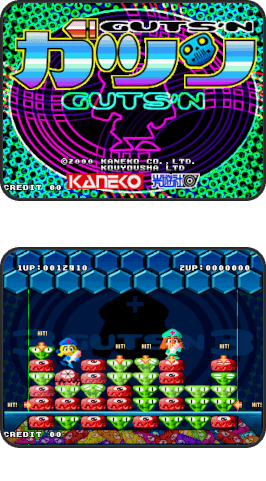 GUTS'N
ガッツン
GUTS'N
©2000 KANEKO CO., LTD.
KOUYOUSHA LTD
KANEKO
CREDIT 00
1UP:0012910 2UP:0000000
HIT!
HIT! HIT! HIT!
HIT! HIT!
CREDIT 00